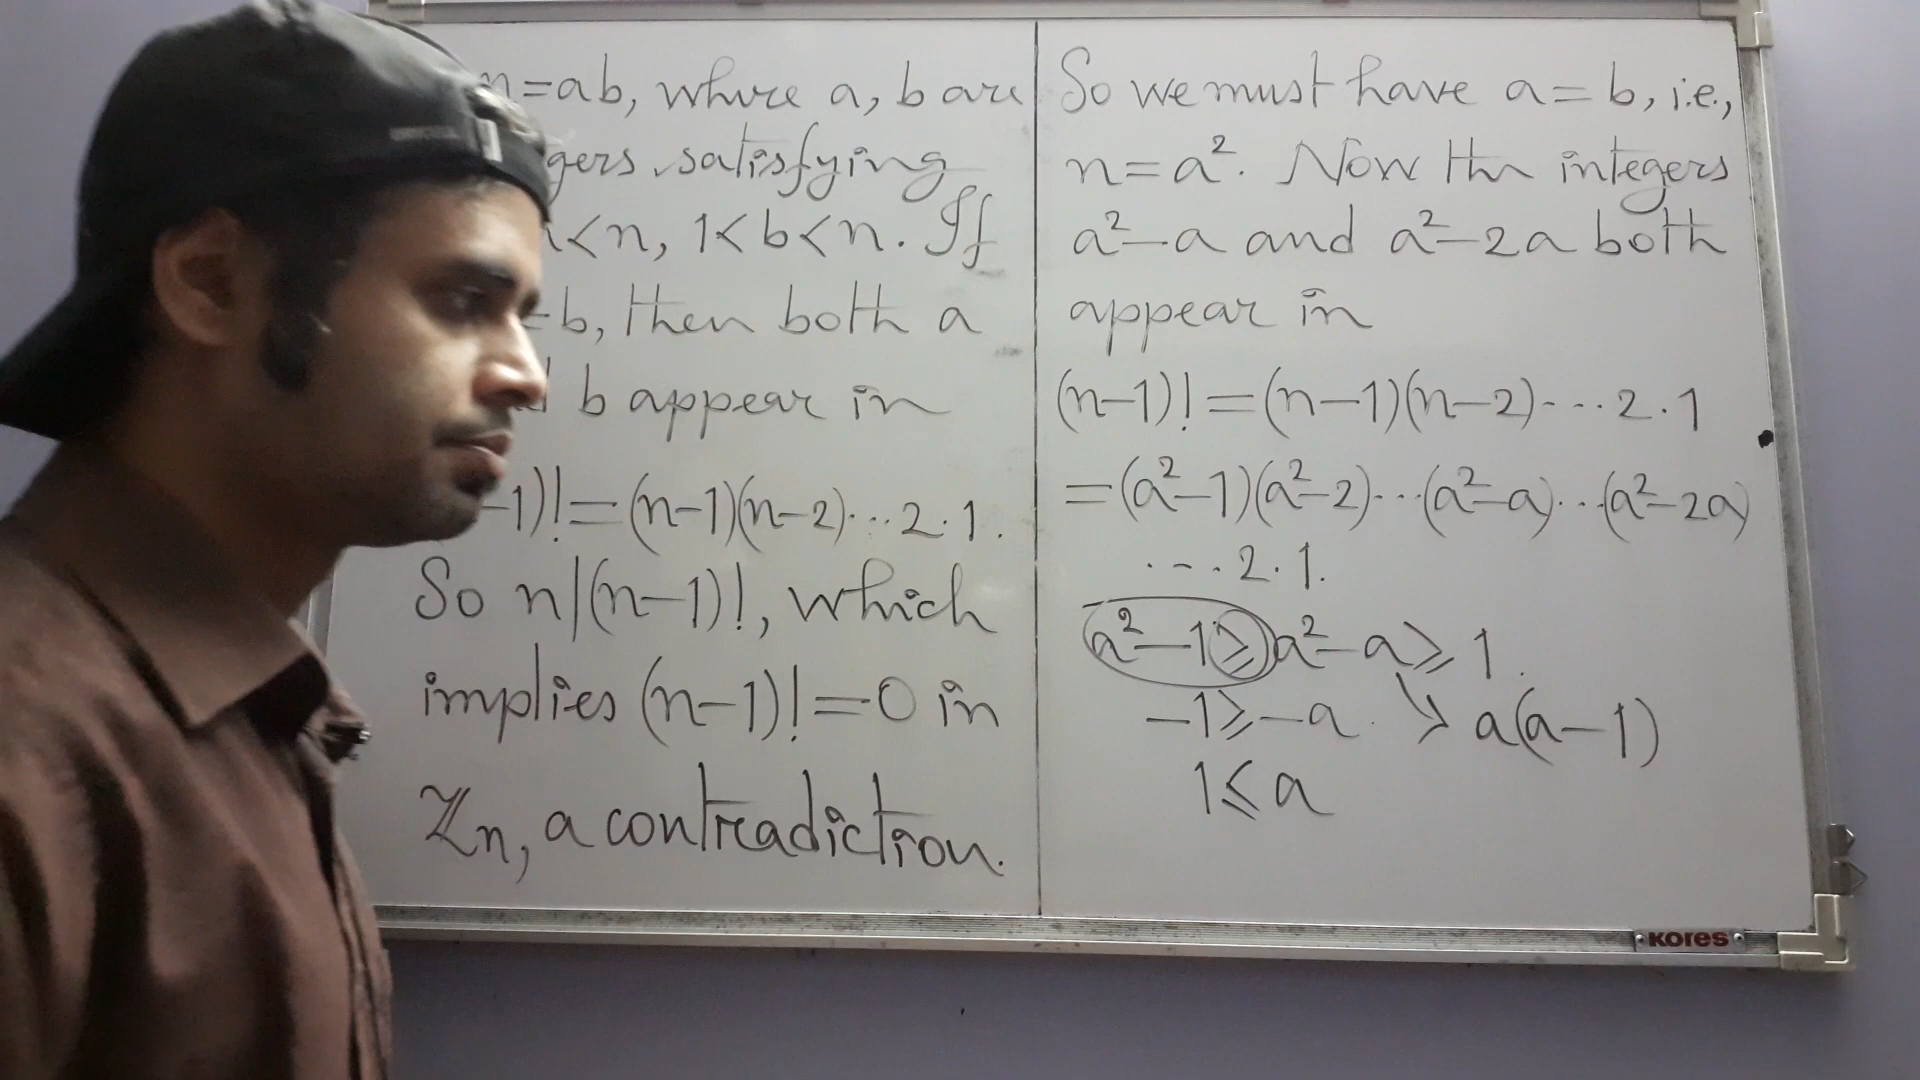 n=ab, where a, b are
gers satisfying
<n, 1<b<n. If
=b, then both a
b appear in
-1)!=(n-1)(n-2)...2.1.
So n|(n-1)!, which
implies (n-1)!=0 in
ℤn, a contradiction.
So we must have a=b, i.e.,
n=a². Now the integers
a²-a and a²-2a both
appear in
(n-1)!=(n-1)(n-2)...2.1
=(a²-1)(a²-2)...(a²-a)...(a²-2a)
...2.1.
a²-1⩾a²-a⩾1.
-1⩾-a. ↘ a(a-1)
1⩽a
KORES